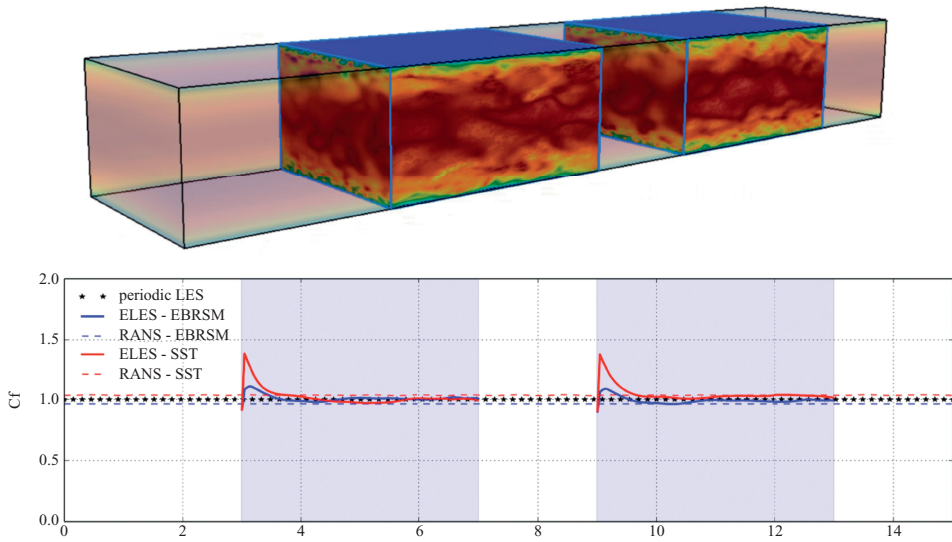 2.0
periodic LES
ELES - EBRSM
RANS - EBRSM
1.5
ELES - SST
RANS - SST
Cf
1.0
0.5
0.0
0 2 4 6 8 10 12 14